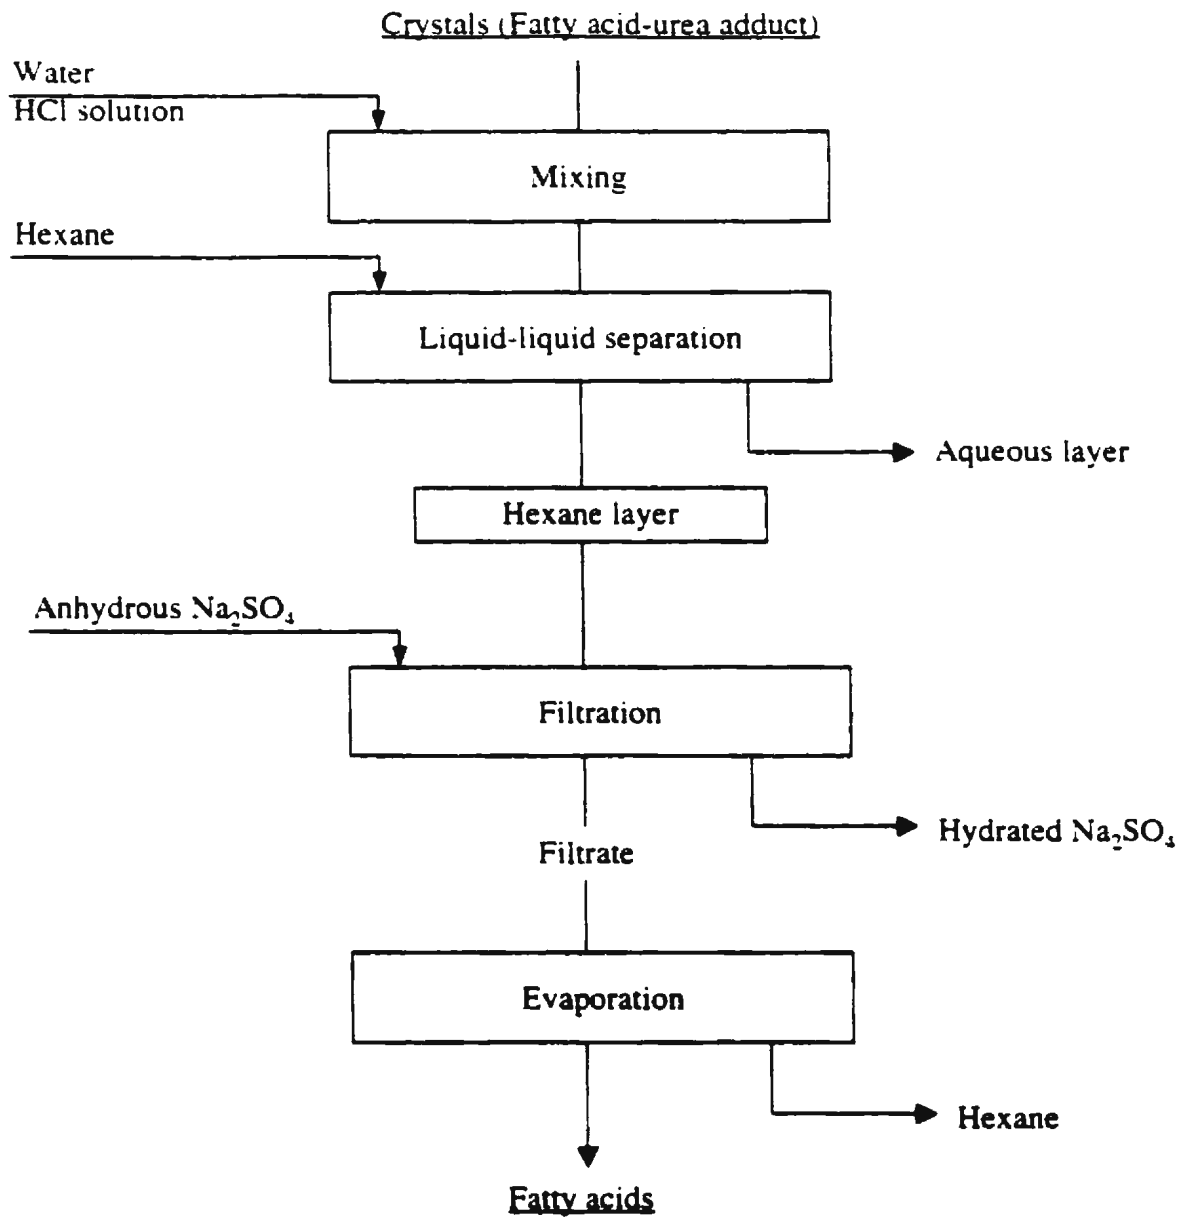 Crystals (Fatty acid-urea adduct)
Water
HCl solution
Mixing
Hexane
Liquid-liquid separation
Aqueous layer
Hexane layer
Anhydrous Na₂SO₄
Filtration
Hydrated Na₂SO₄
Filtrate
Evaporation
Hexane
Fatty acids